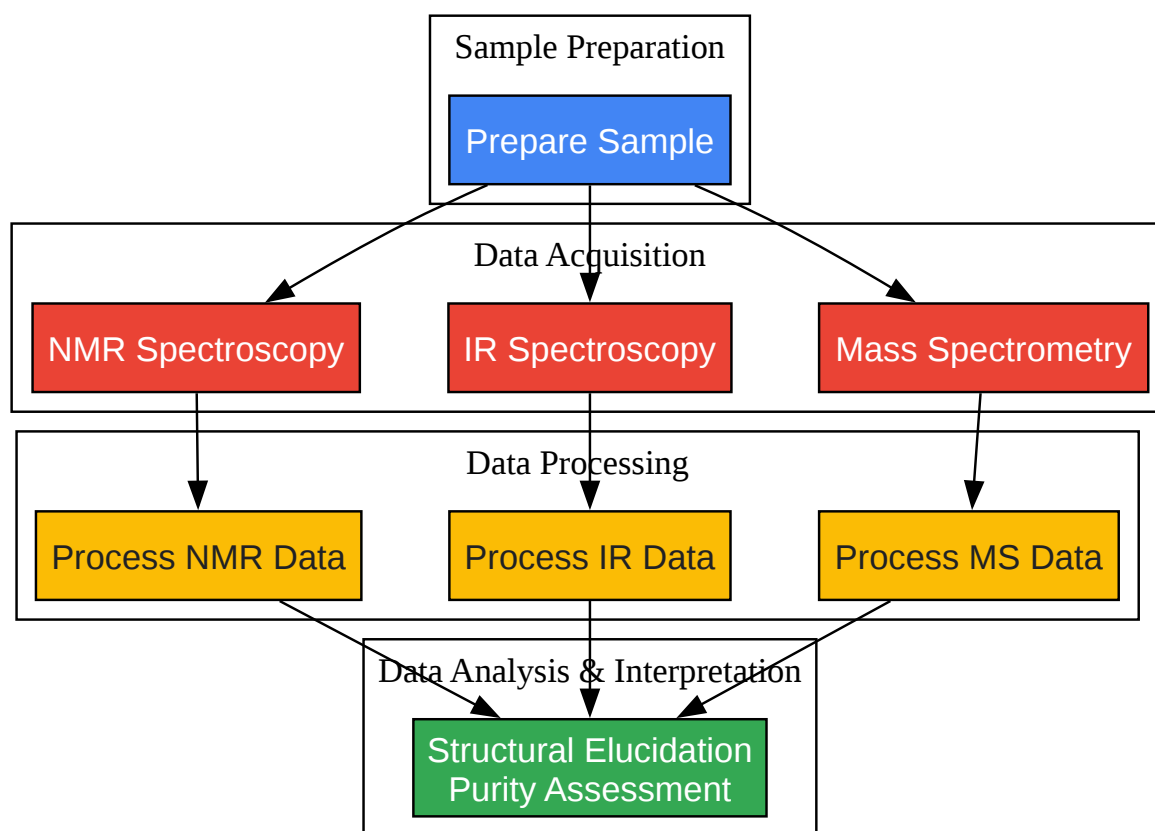 Sample Preparation
Prepare Sample
Data Acquisition
NMR Spectroscopy
IR Spectroscopy
Mass Spectrometry
Data Processing
Process NMR Data
Process IR Data
Process MS Data
Data Analysis & Interpretation
Structural Elucidation
Purity Assessment